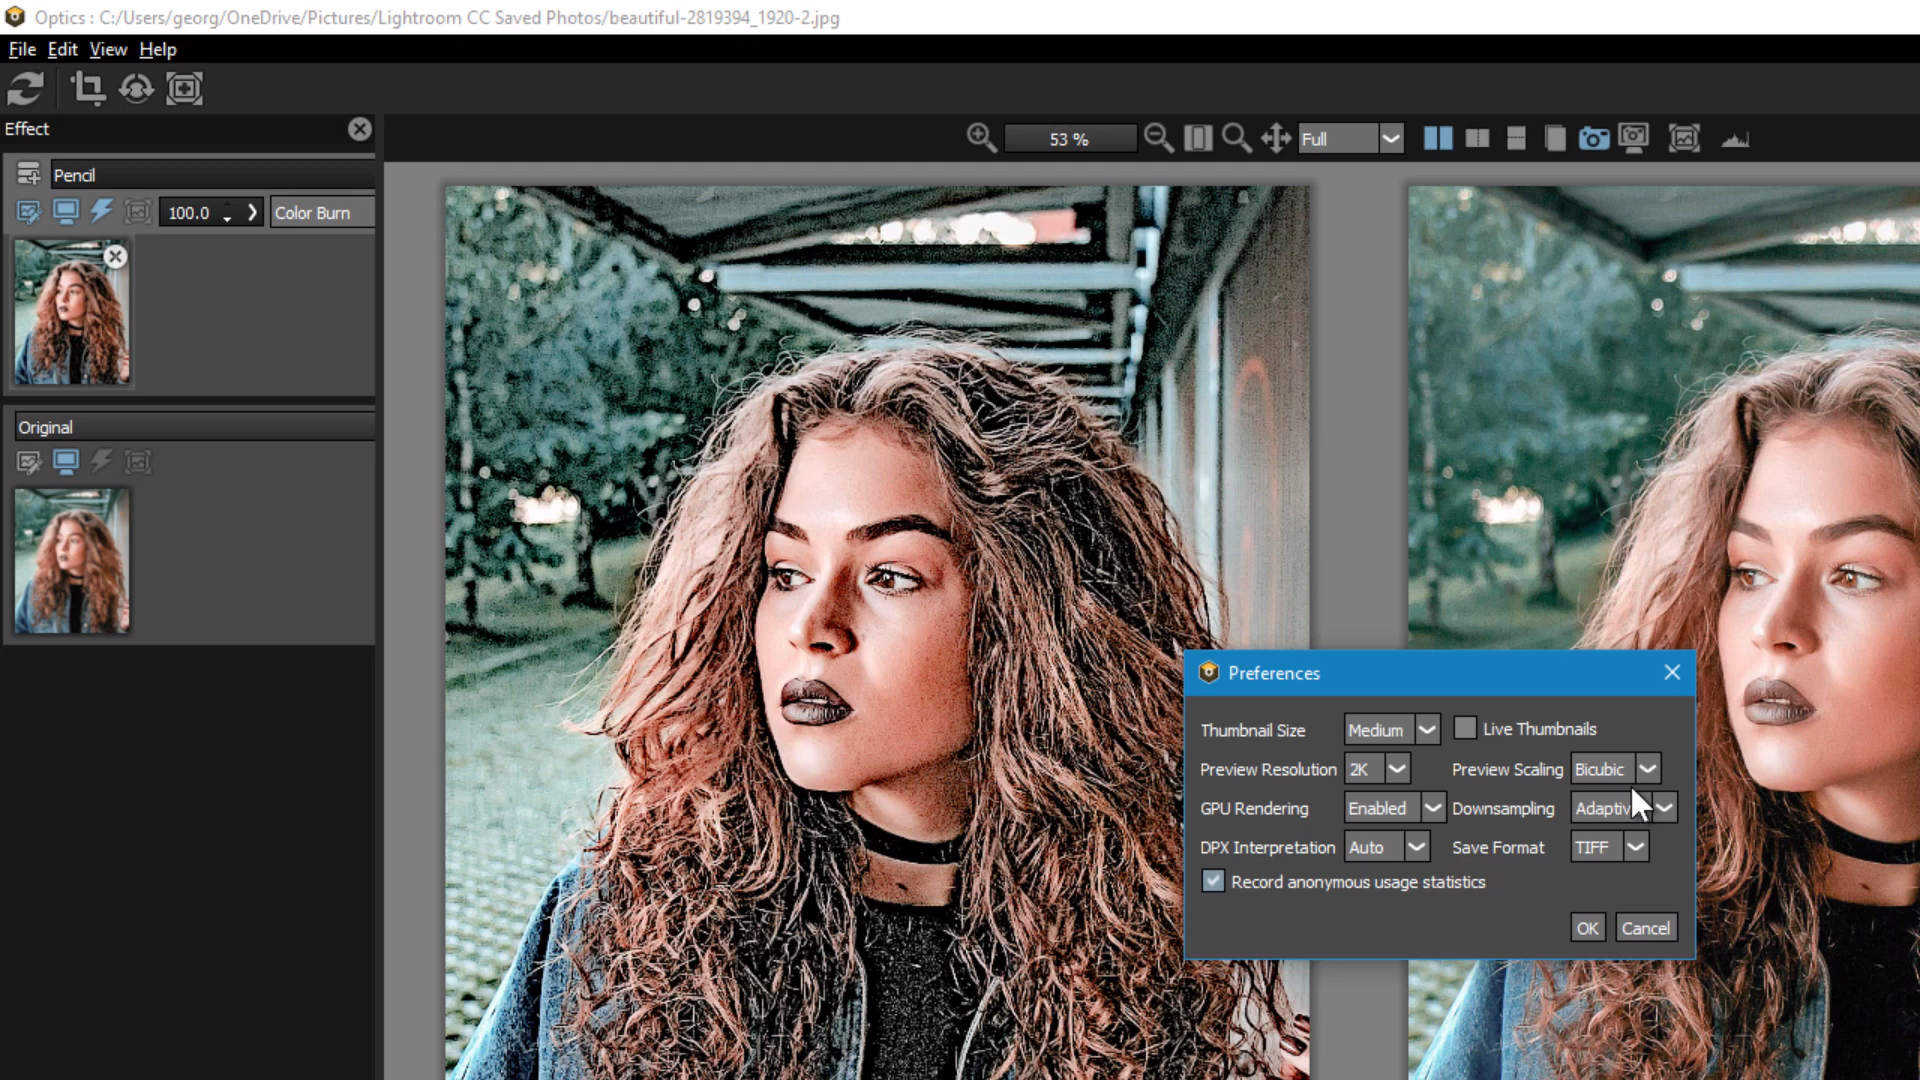 Optics : C:/Users/georg/OneDrive/Pictures/Lightroom CC Saved Photos/beautiful-2819394_1920-2.jpg
File Edit View Help
Effect
53 %
Full
Pencil
100.0
Color Burn
Original
Preferences
Thumbnail Size Medium Live Thumbnails
Preview Resolution 2K Preview Scaling Bicubic
GPU Rendering Enabled Downsampling Adaptiv
DPX Interpretation Auto Save Format TIFF
Record anonymous usage statistics
OK Cancel